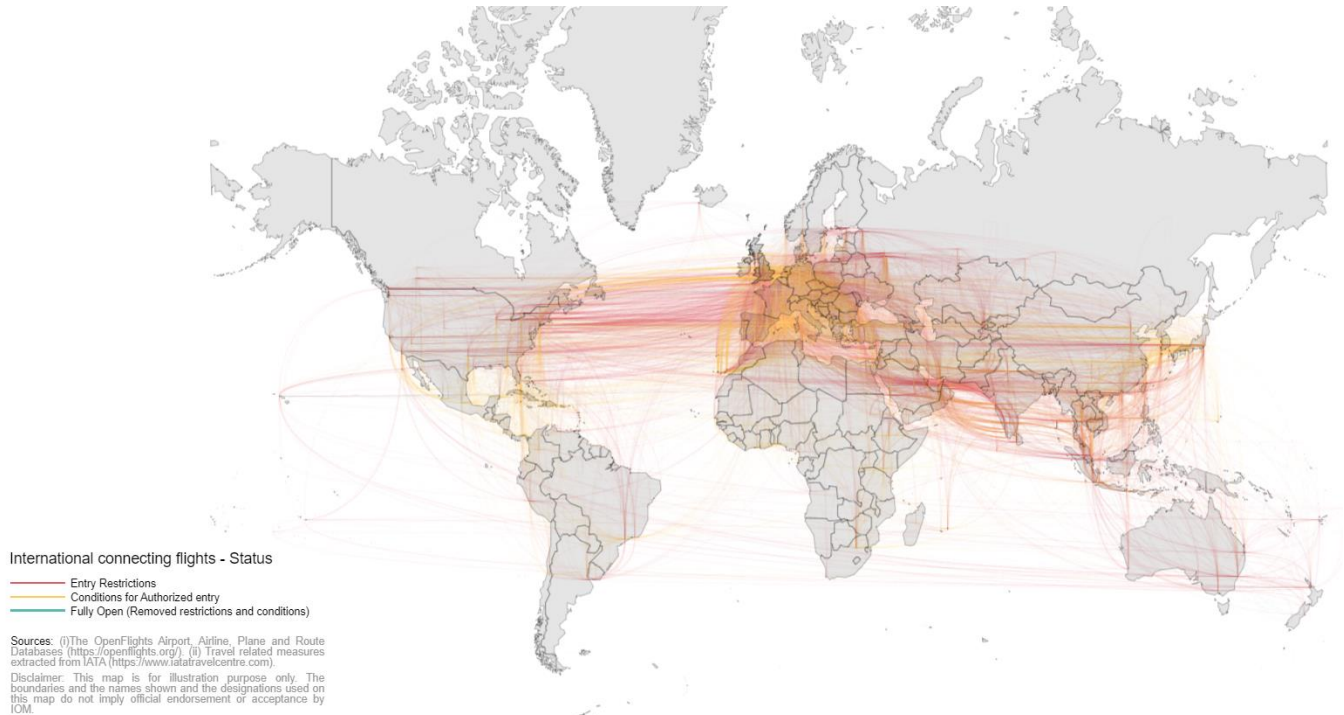 International connecting flights - Status
Entry Restrictions
Conditions for Authorized entry
Fully Open (Removed restrictions and conditions)
Sources: (i)The OpenFlights Airport, Airline, Plane and Route
Databases (https://openflights.org/). (ii) Travel related measures
extracted from IATA (https://www.iatatravelcentre.com).
Disclaimer: This map is for illustration purpose only. The
boundaries and the names shown and the designations used on
this map do not imply official endorsement or acceptance by
IOM.